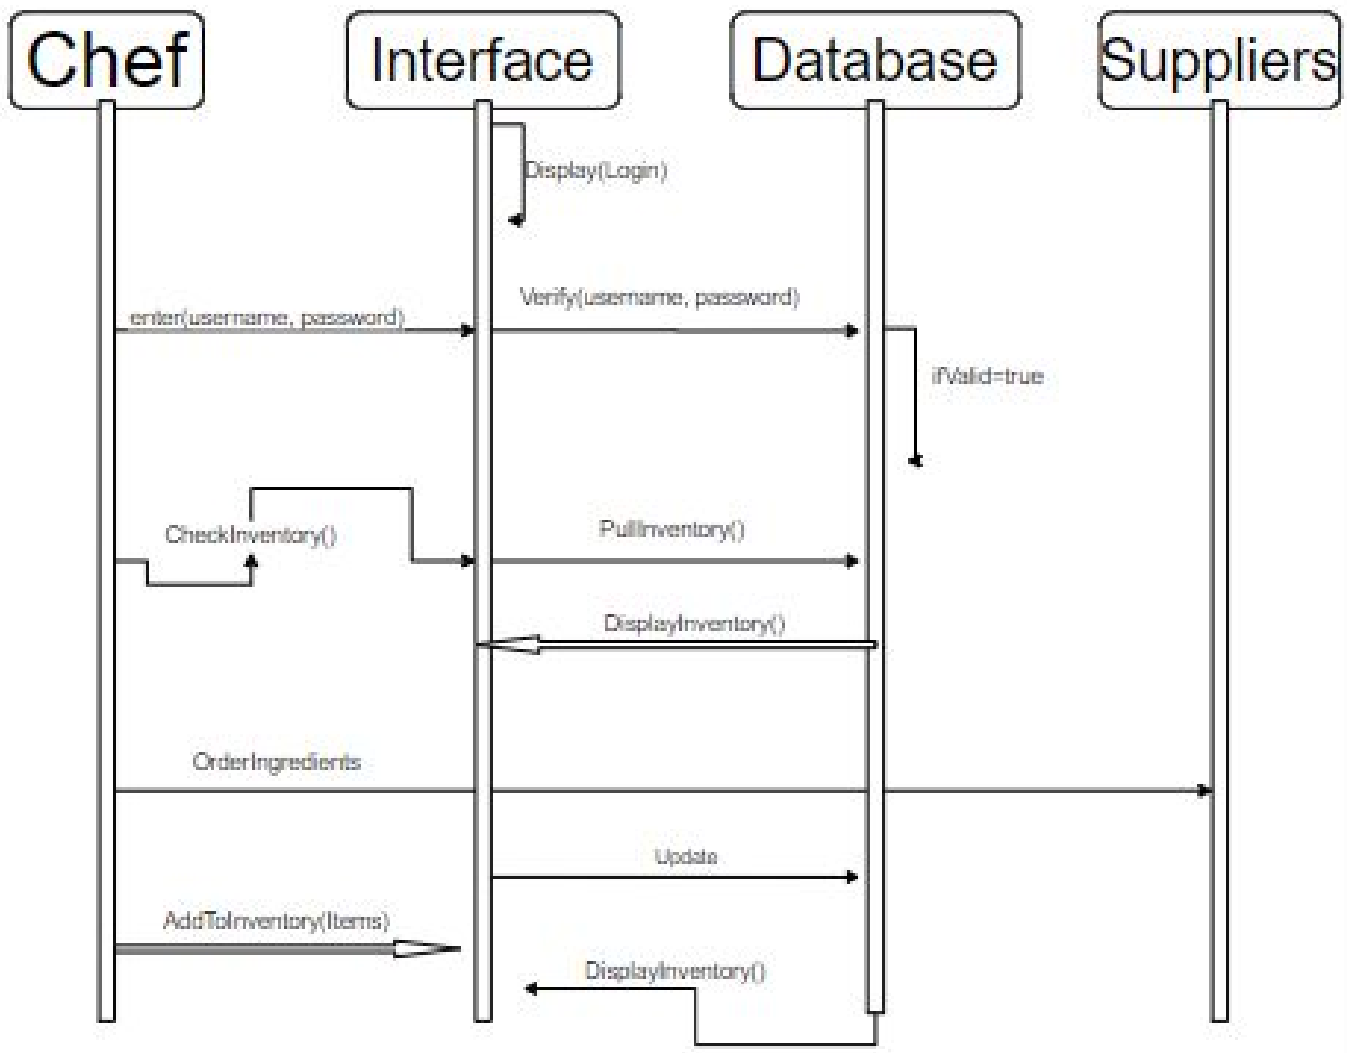 Chef
Interface
Database
Suppliers
Display(Login)
enter(username, password)
Verify(username, password)
ifValid=true
CheckInventory()
PullInventory()
DisplayInventory()
OrderIngredients
Update
AddToInventory(Items)
DisplayInventory()